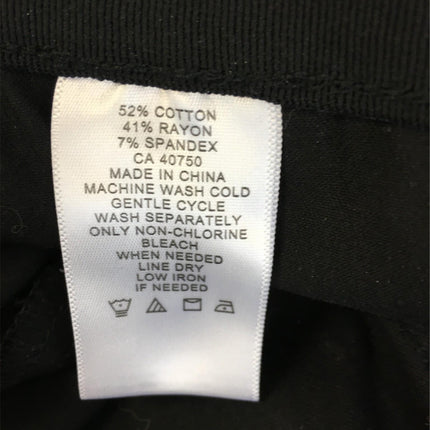 52% COTTON
41% RAYON
7% SPANDEX
CA 40750
MADE IN CHINA
MACHINE WASH COLD
GENTLE CYCLE
WASH SEPARATELY
ONLY NON-CHLORINE
BLEACH
WHEN NEEDED
LINE DRY
LOW IRON
IF NEEDED